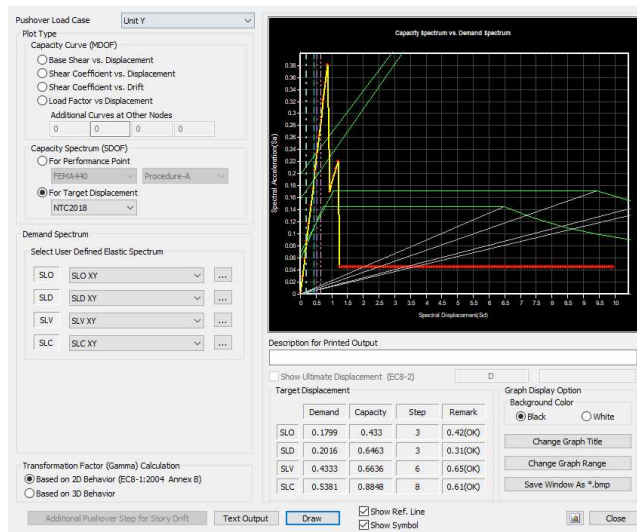 Pushover Load Case Unit Y
Plot Type
Capacity Curve (MDOF)
Base Shear vs. Displacement
Shear Coefficient vs. Displacement
Shear Coefficient vs. Drift
Load Factor vs Displacement
Additional Curves at Other Nodes
0 0 0 0
Capacity Spectrum (SDOF)
For Performance Point
FEMA440 Procedure-A
For Target Displacement
NTC2018
Demand Spectrum
Select User Defined Elastic Spectrum
SLO SLO XY ...
SLD SLD XY ...
SLV SLV XY ...
SLC SLC XY ...
Transformation Factor (Gamma) Calculation
Based on 2D Behavior (EC8-1:2004 Annex B)
Based on 3D Behavior
Additional Pushover Step for Story Drift Text Output Draw
Capacity Spectrum vs. Demand Spectrum
Spectral Acceleration(Sa)
0.38
0.36
0.34
0.32
0.3
0.28
0.26
0.24
0.22
0.2
0.18
0.16
0.14
0.12
0.1
0.08
0.06
0.04
0.02
0
0 0.5 1 1.5 2 2.5 3 3.5 4 4.5 5 5.5 6 6.5 7 7.5 8 8.5 9 9.5 10
Spectral Displacement(Sd)
Description for Printed Output
Show Ultimate Displacement (EC8-2) D
Target Displacement
Demand Capacity Step Remark
SLO 0.1799 0.433 3 0.42(OK)
SLD 0.2016 0.6463 3 0.31(OK)
SLV 0.4333 0.6636 6 0.65(OK)
SLC 0.5381 0.8848 8 0.61(OK)
Graph Display Option
Background Color
Black White
Change Graph Title
Change Graph Range
Save Window As *.bmp
Show Ref. Line
Show Symbol
Close